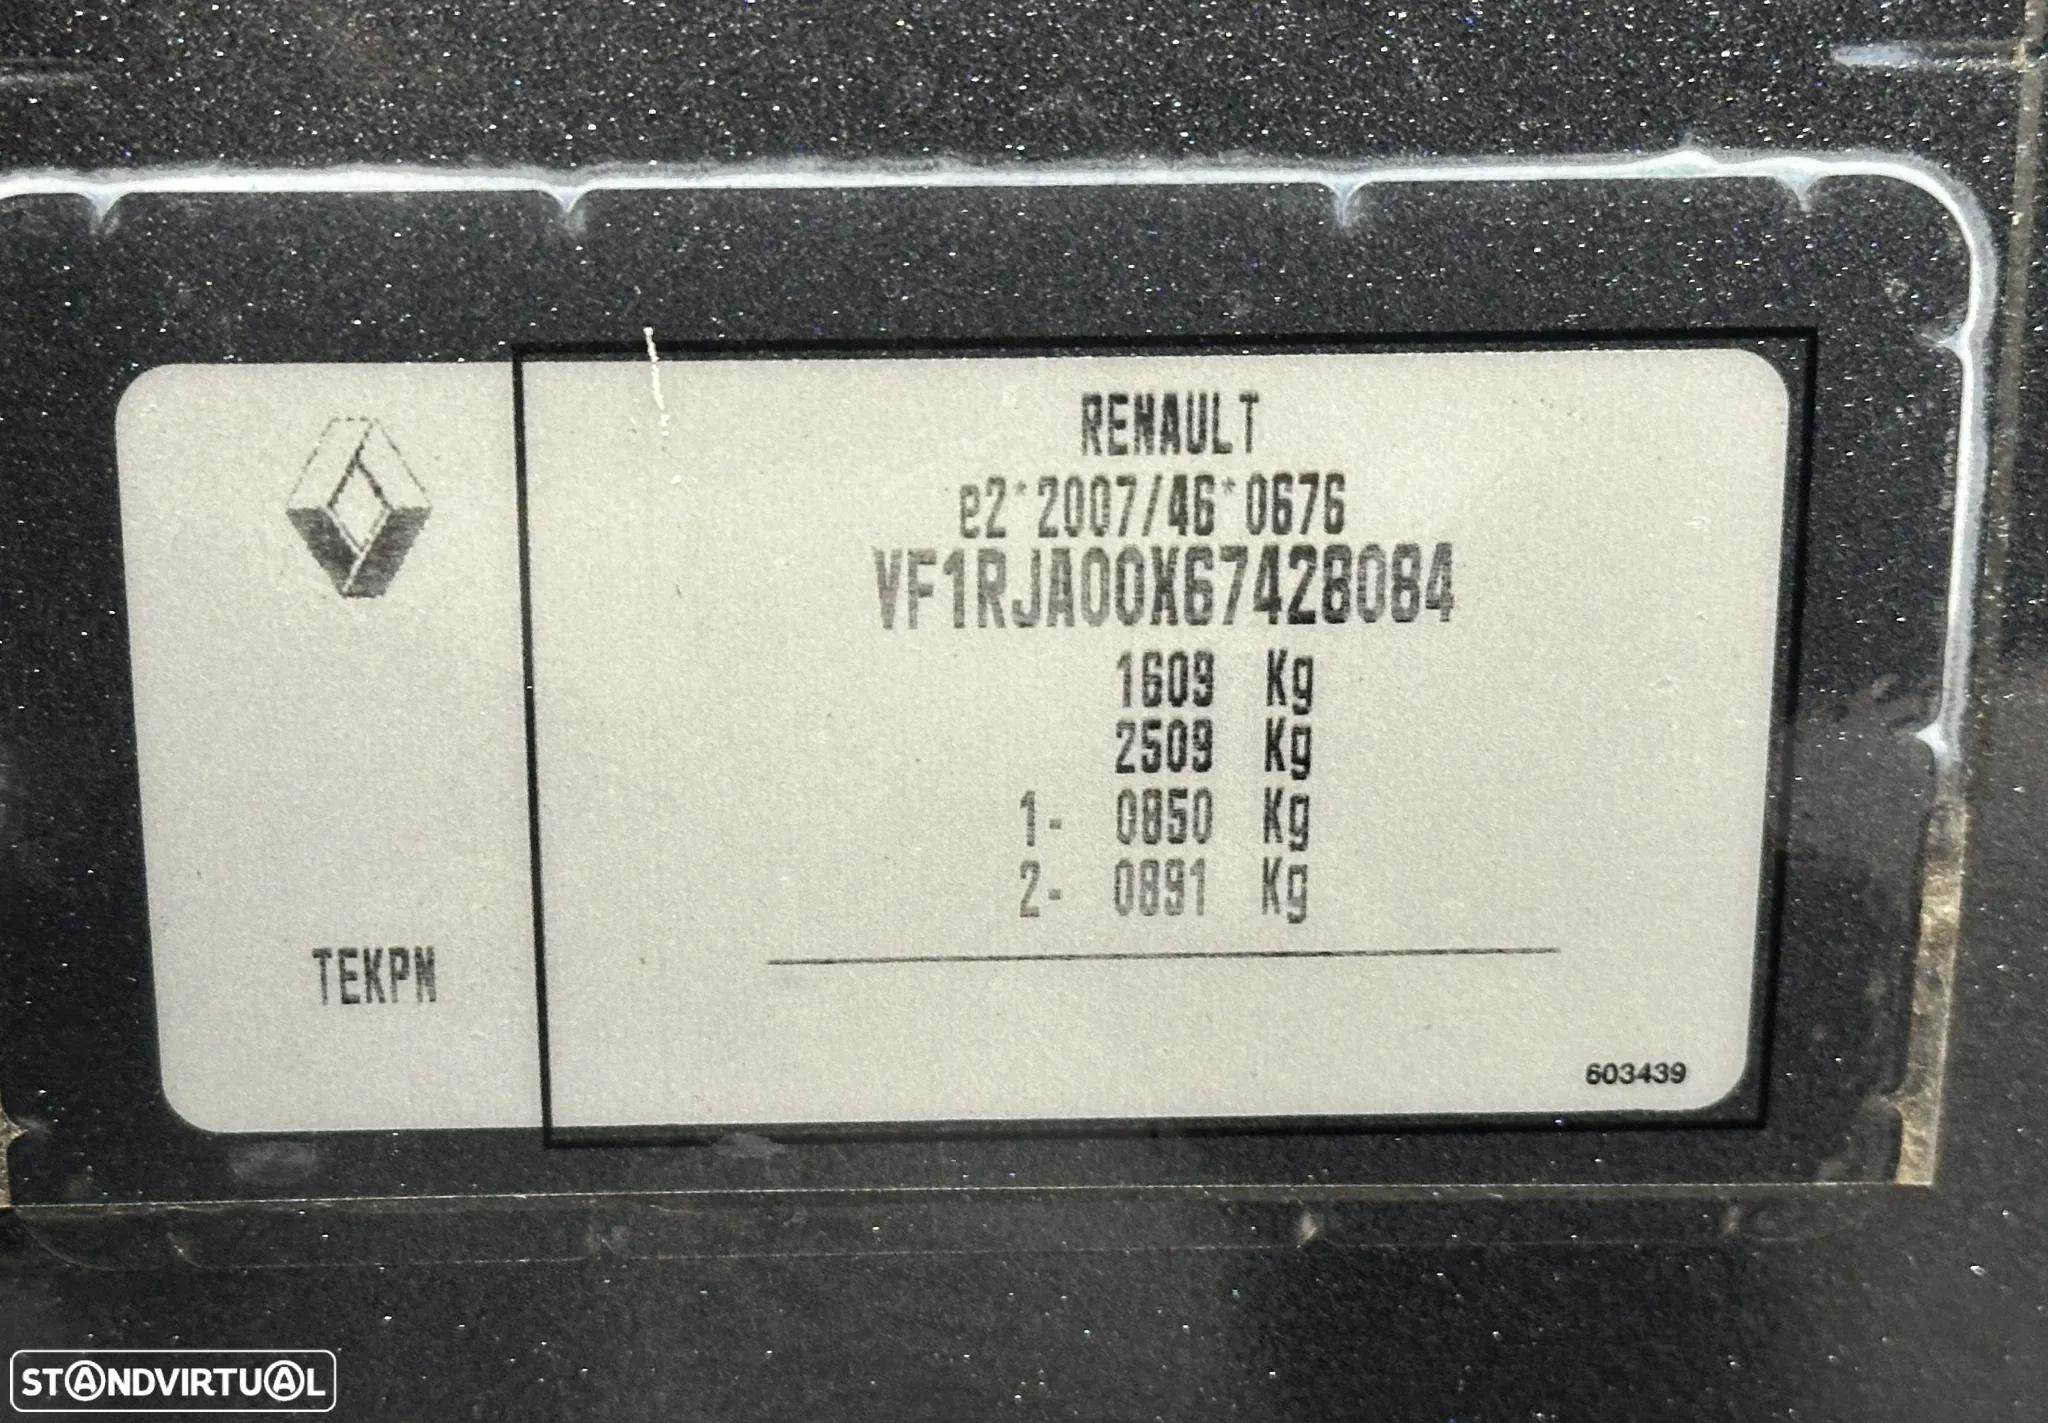 RENAULT
e2*2007/46*0676
VF1RJA00X67428084
1609 Kg
2509 Kg
1- 0850 Kg
2- 0891 Kg
TEKPN
603439
STANDVIRTUAL